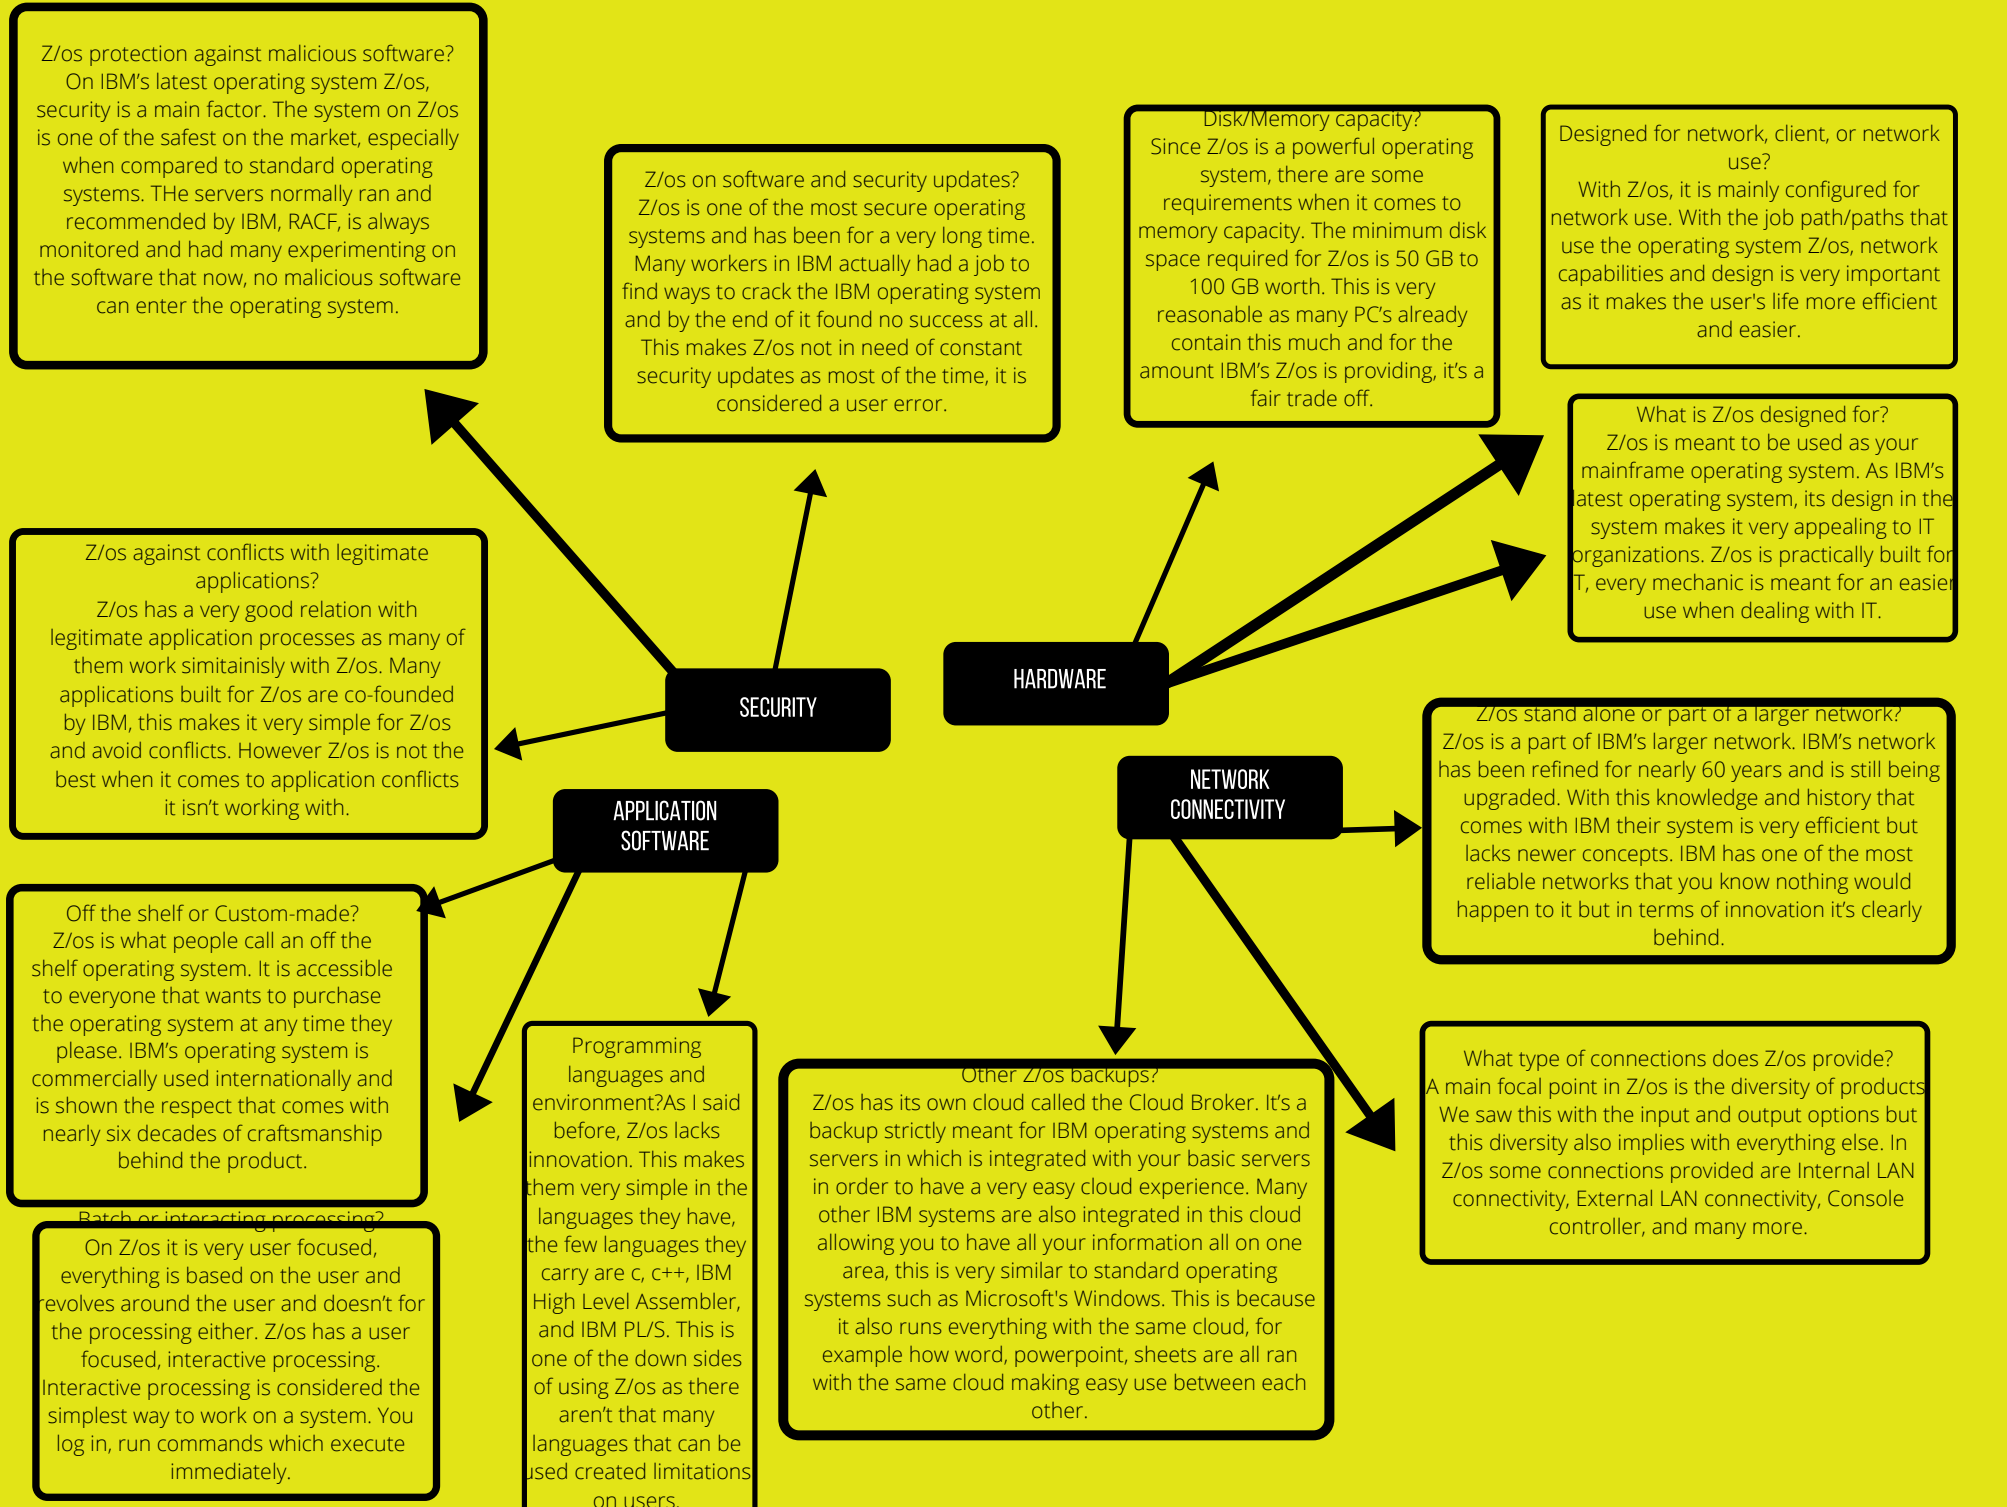 Z/os protection against malicious software?
On IBM's latest operating system Z/os,
security is a main factor. The system on Z/os
is one of the safest on the market, especially
when compared to standard operating
systems. THe servers normally ran and
recommended by IBM, RACF, is always
monitored and had many experimenting on
the software that now, no malicious software
can enter the operating system.
Z/os on software and security updates?
Z/os is one of the most secure operating
systems and has been for a very long time.
Many workers in IBM actually had a job to
find ways to crack the IBM operating system
and by the end of it found no success at all.
This makes Z/os not in need of constant
security updates as most of the time, it is
considered a user error.
Disk/Memory capacity?
Since Z/os is a powerful operating
system, there are some
requirements when it comes to
memory capacity. The minimum disk
space required for Z/os is 50 GB to
100 GB worth. This is very
reasonable as many PC's already
contain this much and for the
amount IBM's Z/os is providing, it's a
fair trade off.
Designed for network, client, or network
use?
With Z/os, it is mainly configured for
network use. With the job path/paths that
use the operating system Z/os, network
capabilities and design is very important
as it makes the user's life more efficient
and easier.
What is Z/os designed for?
Z/os is meant to be used as your
mainframe operating system. As IBM's
latest operating system, its design in the
system makes it very appealing to IT
organizations. Z/os is practically built for
IT, every mechanic is meant for an easier
use when dealing with IT.
Z/os against conflicts with legitimate
applications?
Z/os has a very good relation with
legitimate application processes as many of
them work simitainisly with Z/os. Many
applications built for Z/os are co-founded
by IBM, this makes it very simple for Z/os
and avoid conflicts. However Z/os is not the
best when it comes to application conflicts
it isn't working with.
SECURITY
HARDWARE
APPLICATION
SOFTWARE
NETWORK
CONNECTIVITY
Z/os stand alone or part of a larger network?
Z/os is a part of IBM's larger network. IBM's network
has been refined for nearly 60 years and is still being
upgraded. With this knowledge and history that
comes with IBM their system is very efficient but
lacks newer concepts. IBM has one of the most
reliable networks that you know nothing would
happen to it but in terms of innovation it's clearly
behind.
Off the shelf or Custom-made?
Z/os is what people call an off the
shelf operating system. It is accessible
to everyone that wants to purchase
the operating system at any time they
please. IBM's operating system is
commercially used internationally and
is shown the respect that comes with
nearly six decades of craftsmanship
behind the product.
Batch or interacting processing?
On Z/os it is very user focused,
everything is based on the user and
revolves around the user and doesn't for
the processing either. Z/os has a user
focused, interactive processing.
Interactive processing is considered the
simplest way to work on a system. You
log in, run commands which execute
immediately.
Programming
languages and
environment?As I said
before, Z/os lacks
innovation. This makes
them very simple in the
languages they have,
the few languages they
carry are c, c++, IBM
High Level Assembler,
and IBM PL/S. This is
one of the down sides
of using Z/os as there
aren't that many
languages that can be
used created limitations
on users.
Other Z/os backups?
Z/os has its own cloud called the Cloud Broker. It's a
backup strictly meant for IBM operating systems and
servers in which is integrated with your basic servers
in order to have a very easy cloud experience. Many
other IBM systems are also integrated in this cloud
allowing you to have all your information all on one
area, this is very similar to standard operating
systems such as Microsoft's Windows. This is because
it also runs everything with the same cloud, for
example how word, powerpoint, sheets are all ran
with the same cloud making easy use between each
other.
What type of connections does Z/os provide?
A main focal point in Z/os is the diversity of products
We saw this with the input and output options but
this diversity also implies with everything else. In
Z/os some connections provided are Internal LAN
connectivity, External LAN connectivity, Console
controller, and many more.